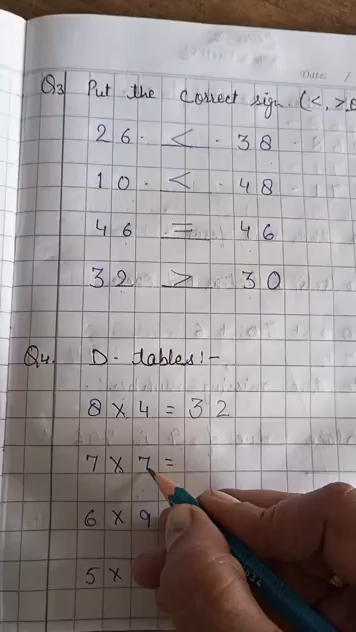 Date /
Q3 Put the correct sign. (<, >,
26 < 38
10 < 48
46 = 46
32 > 30
Q4. D- tables:-
8 × 4 = 32
7 × 7 =
6 × 9
5 ×